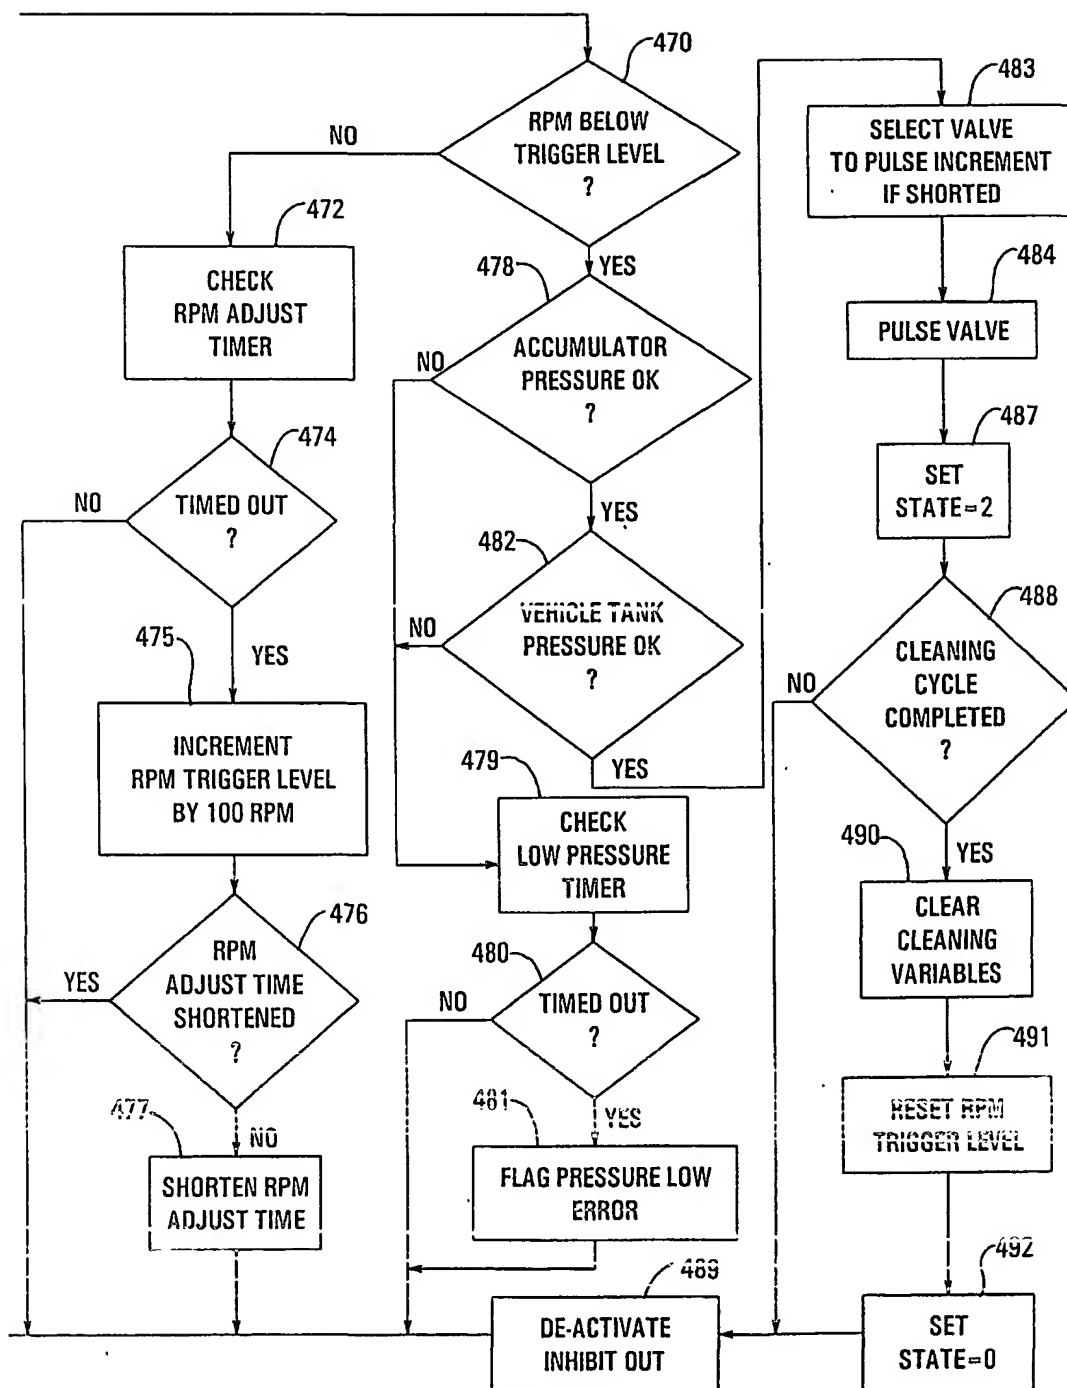 470
RPM BELOW
TRIGGER LEVEL
?
NO
YES
472
CHECK
RPM ADJUST
TIMER
474
TIMED OUT
?
NO
YES
475
INCREMENT
RPM TRIGGER LEVEL
BY 100 RPM
476
RPM
ADJUST TIME
SHORTENED
?
YES
NO
477
SHORTEN RPM
ADJUST TIME
478
ACCUMULATOR
PRESSURE OK
?
NO
YES
482
VEHICLE TANK
PRESSURE OK
?
NO
YES
479
CHECK
LOW PRESSURE
TIMER
480
TIMED OUT
?
NO
YES
481
FLAG PRESSURE LOW
ERROR
483
SELECT VALVE
TO PULSE INCREMENT
IF SHORTED
484
PULSE VALVE
487
SET
STATE=2
488
CLEANING
CYCLE
COMPLETED
?
NO
YES
490
CLEAR
CLEANING
VARIABLES
491
RESET RPM
TRIGGER LEVEL
492
SET
STATE=0
489
DE-ACTIVATE
INHIBIT OUT